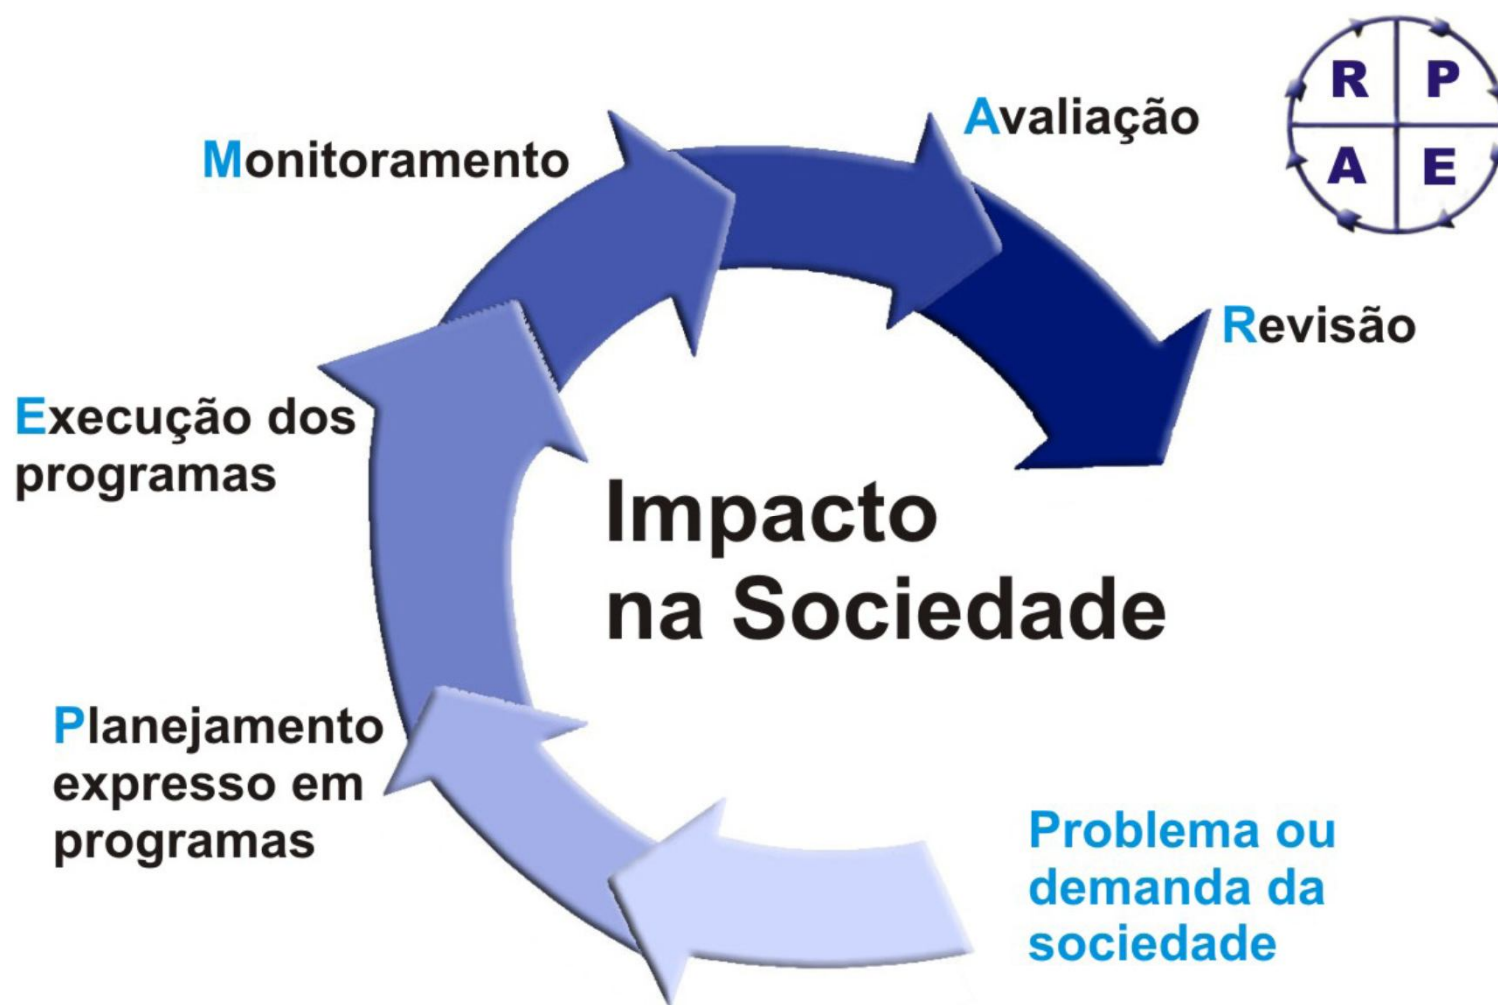 R P
A E
Avaliação
Monitoramento
Revisão
Execução dos
programas
Impacto
na Sociedade
Planejamento
expresso em
programas
Problema ou
demanda da
sociedade